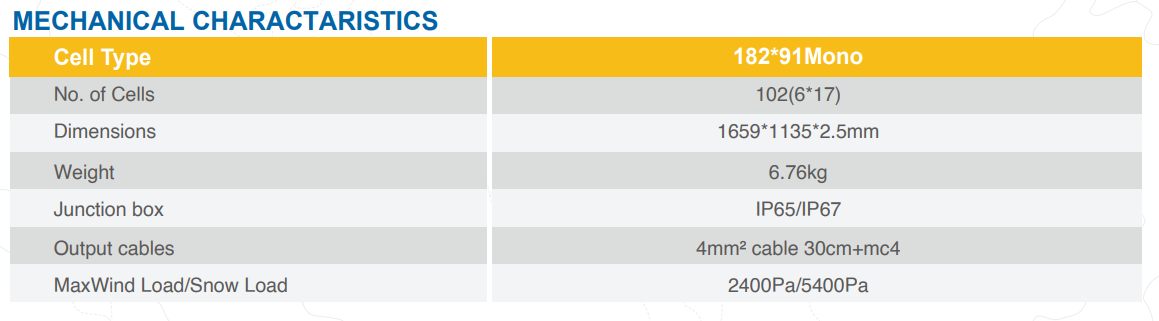 MECHANICAL CHARACTARISTICS
Cell Type 182*91Mono
No. of Cells 102(6*17)
Dimensions 1659*1135*2.5mm
Weight 6.76kg
Junction box IP65/IP67
Output cables 4mm² cable 30cm+mc4
MaxWind Load/Snow Load 2400Pa/5400Pa